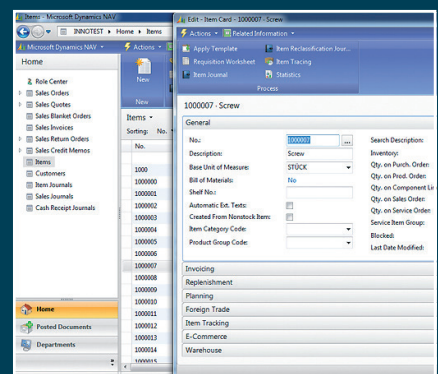 Items - Microsoft Dynamics NAV
INNOTEST ▸ Home ▸ Items
Microsoft Dynamics NAV
Actions
Home
Role Center
Sales Orders
Sales Quotes
Sales Blanket Orders
Sales Invoices
Sales Return Orders
Sales Credit Memos
Items
Customers
Item Journals
Sales Journals
Cash Receipt Journals
Home
Posted Documents
Departments
New
New
Items
Sorting: No.
No.
1000
1000000
1000001
1000002
1000003
1000004
1000005
1000006
1000007
1000008
1000009
1000010
1000011
1000012
1000013
1000014
1000015
Edit - Item Card - 1000007 · Screw
Actions
Related Information
Apply Template
Item Reclassification Jour...
Requisition Worksheet
Item Tracing
Item Journal
Statistics
Process
1000007 · Screw
General
No.: 1000007 ...
Description: Screw
Base Unit of Measure: STÜCK
Bill of Materials: No
Shelf No.:
Automatic Ext. Texts:
Created From Nonstock Item:
Item Category Code:
Product Group Code:
Search Description:
Inventory:
Qty. on Purch. Order:
Qty. on Prod. Order:
Qty. on Component Lin
Qty. on Sales Order:
Qty. on Service Order:
Service Item Group:
Blocked:
Last Date Modified:
Invoicing
Replenishment
Planning
Foreign Trade
Item Tracking
E-Commerce
Warehouse